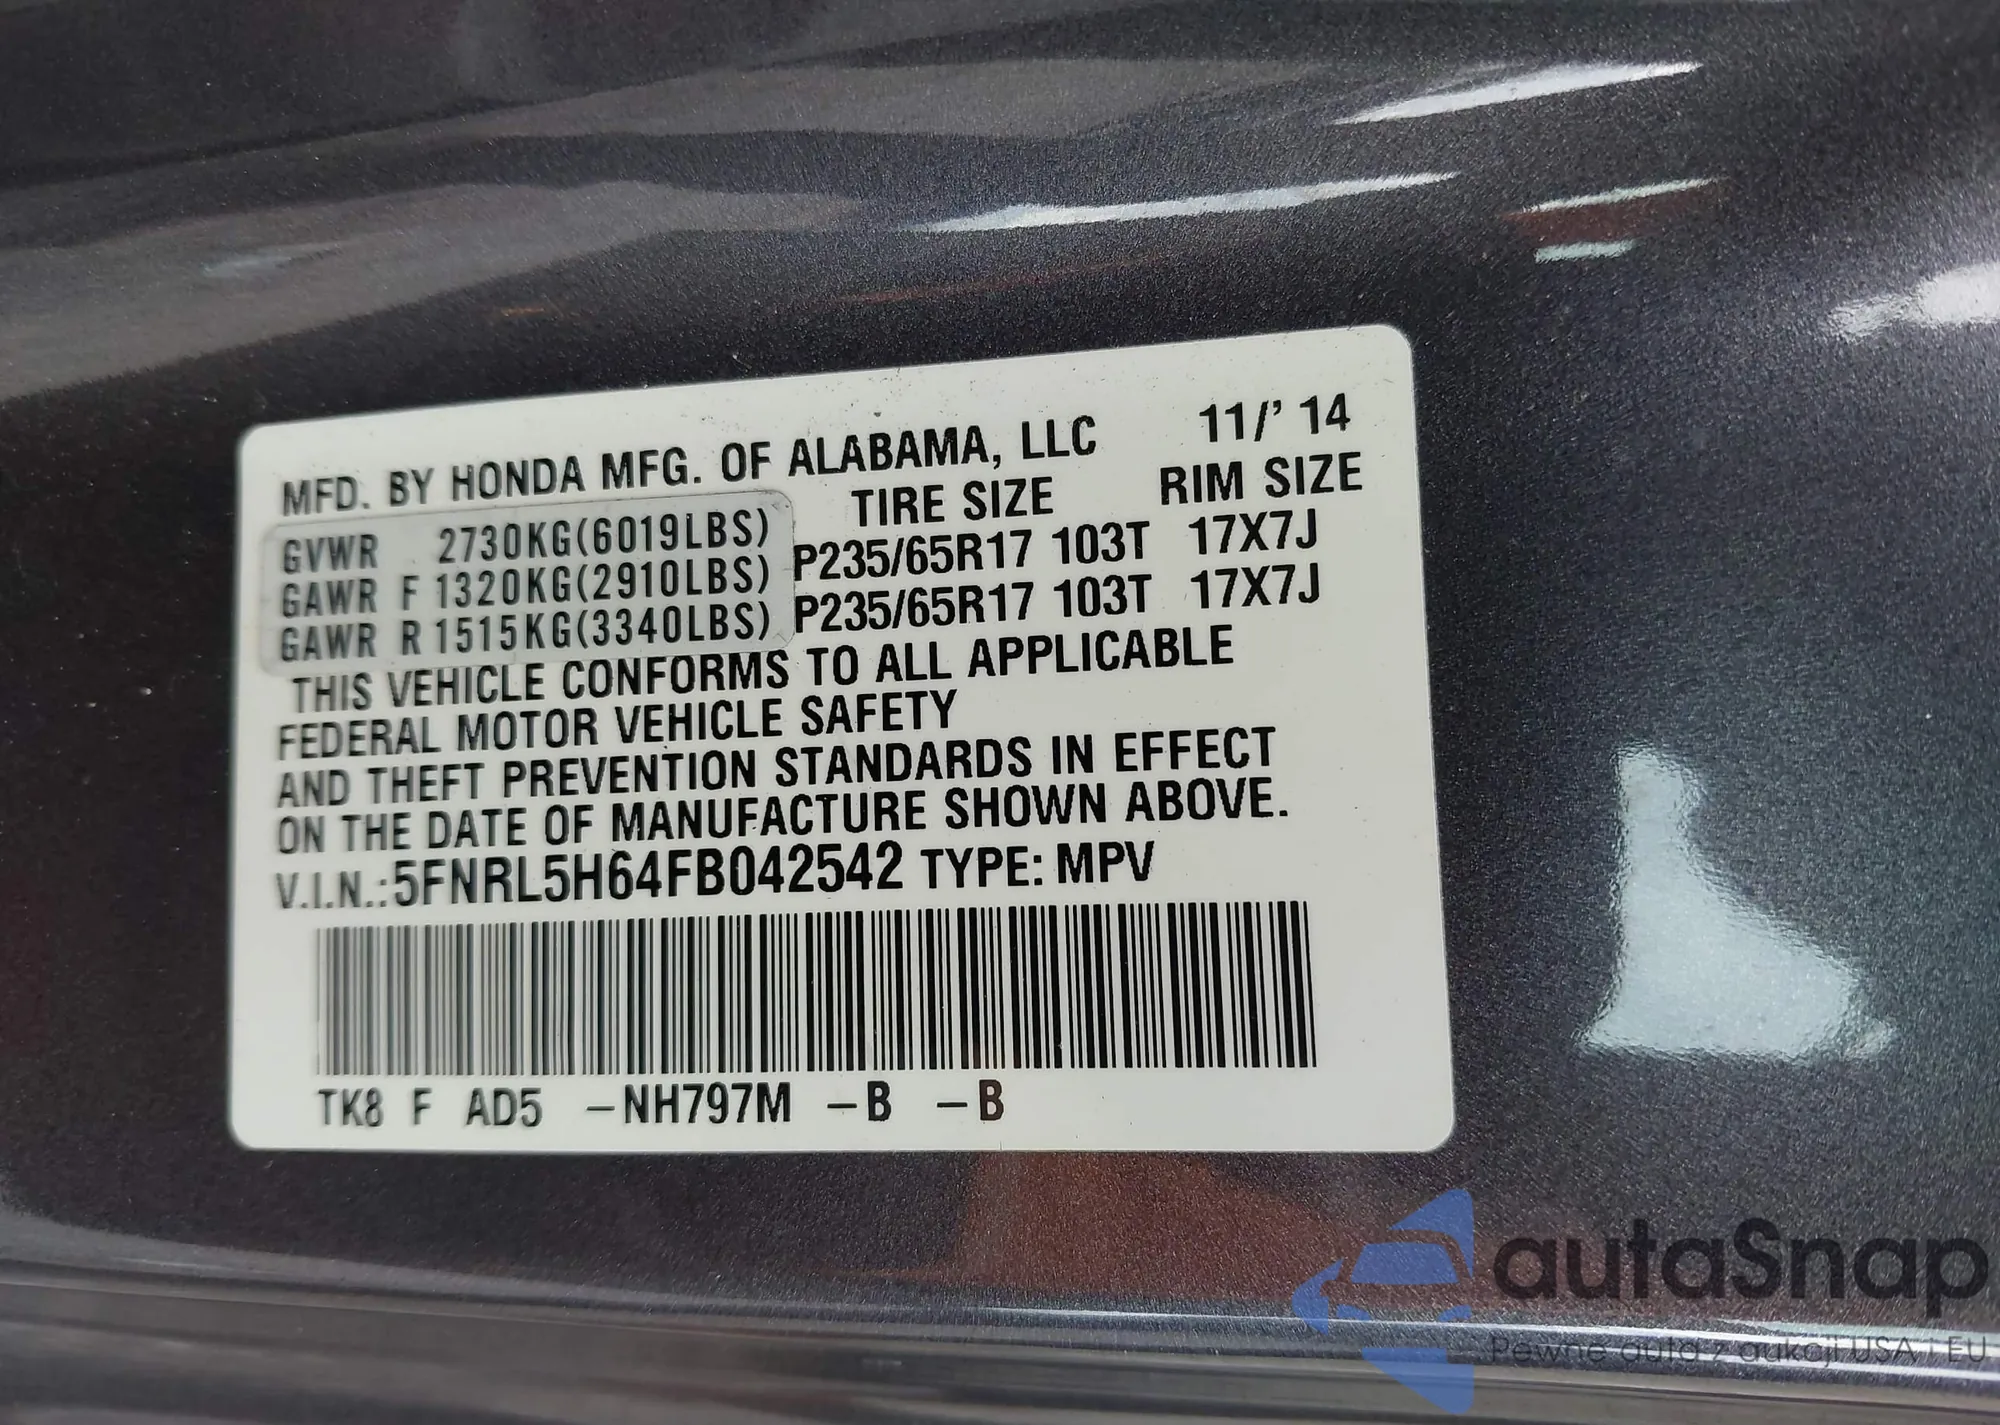 MFD. BY HONDA MFG. OF ALABAMA, LLC 11/' 14
TIRE SIZE RIM SIZE
GVWR 2730KG(6019LBS)
GAWR F 1320KG(2910LBS) P235/65R17 103T 17X7J
GAWR R 1515KG(3340LBS) P235/65R17 103T 17X7J
THIS VEHICLE CONFORMS TO ALL APPLICABLE
FEDERAL MOTOR VEHICLE SAFETY
AND THEFT PREVENTION STANDARDS IN EFFECT
ON THE DATE OF MANUFACTURE SHOWN ABOVE.
V.I.N.:5FNRL5H64FB042542 TYPE: MPV
TK8 F AD5 -NH797M -B -B
autaSnap
Pewne auta z aukcji USA i EU